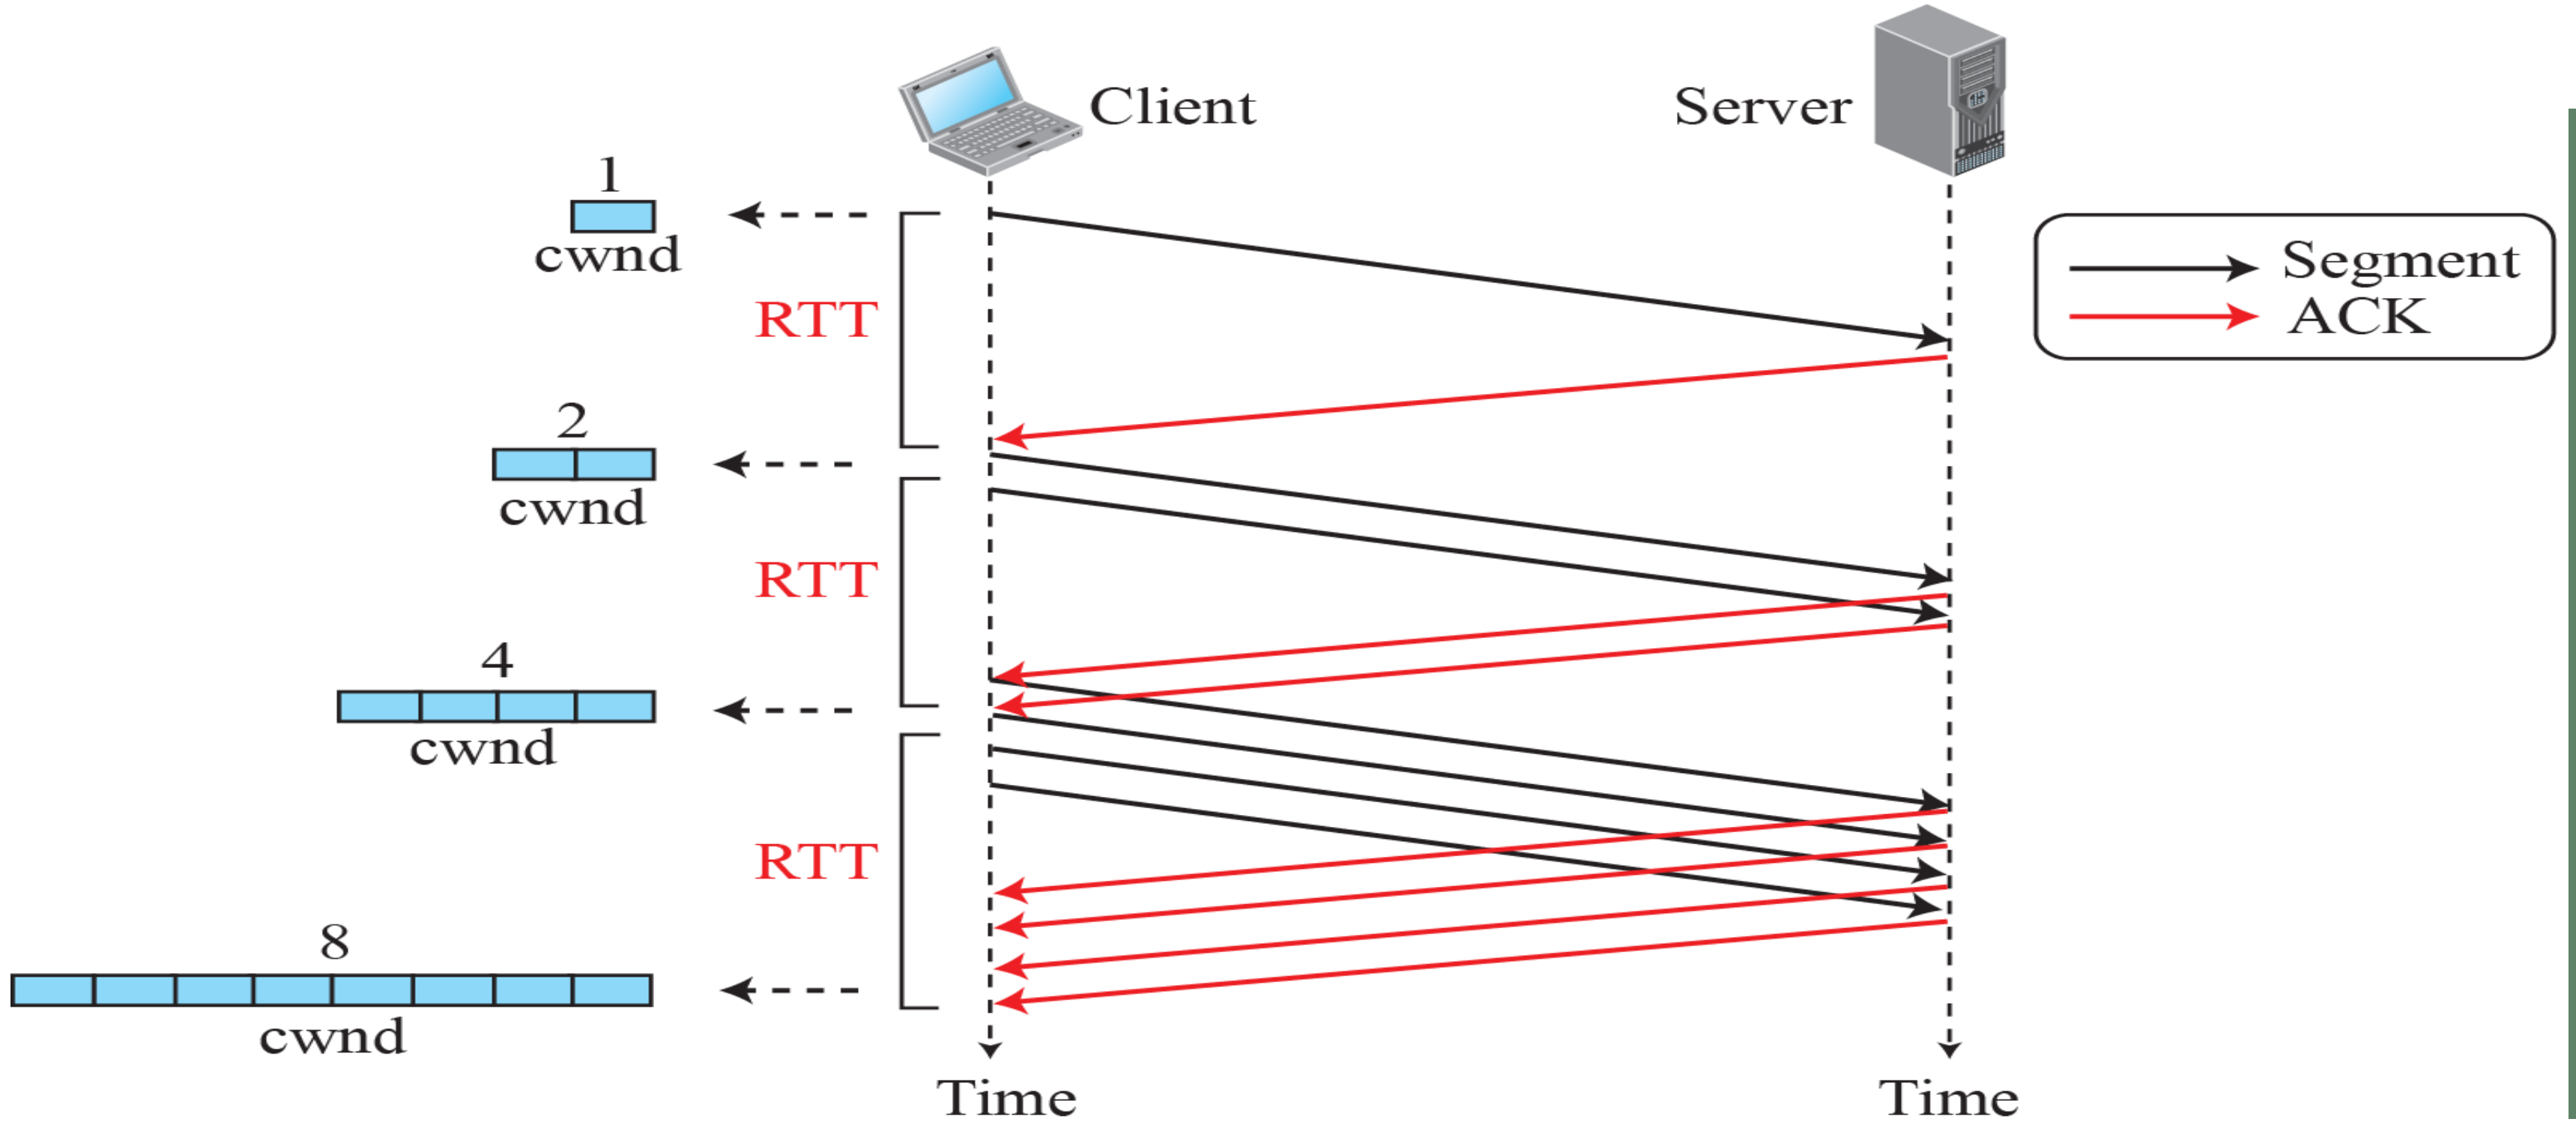 Client
Server
1
cwnd
Segment
ACK
RTT
2
cwnd
RTT
4
cwnd
RTT
8
cwnd
Time
Time